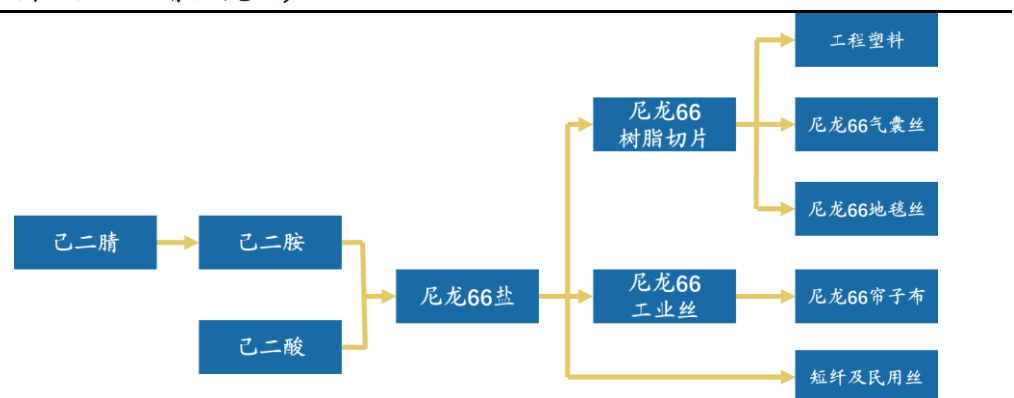 工程塑料
尼龙66
树脂切片
尼龙66气囊丝
尼龙66地毯丝
己二腈
己二胺
尼龙66盐
尼龙66
工业丝
尼龙66帘子布
己二酸
短纤及民用丝